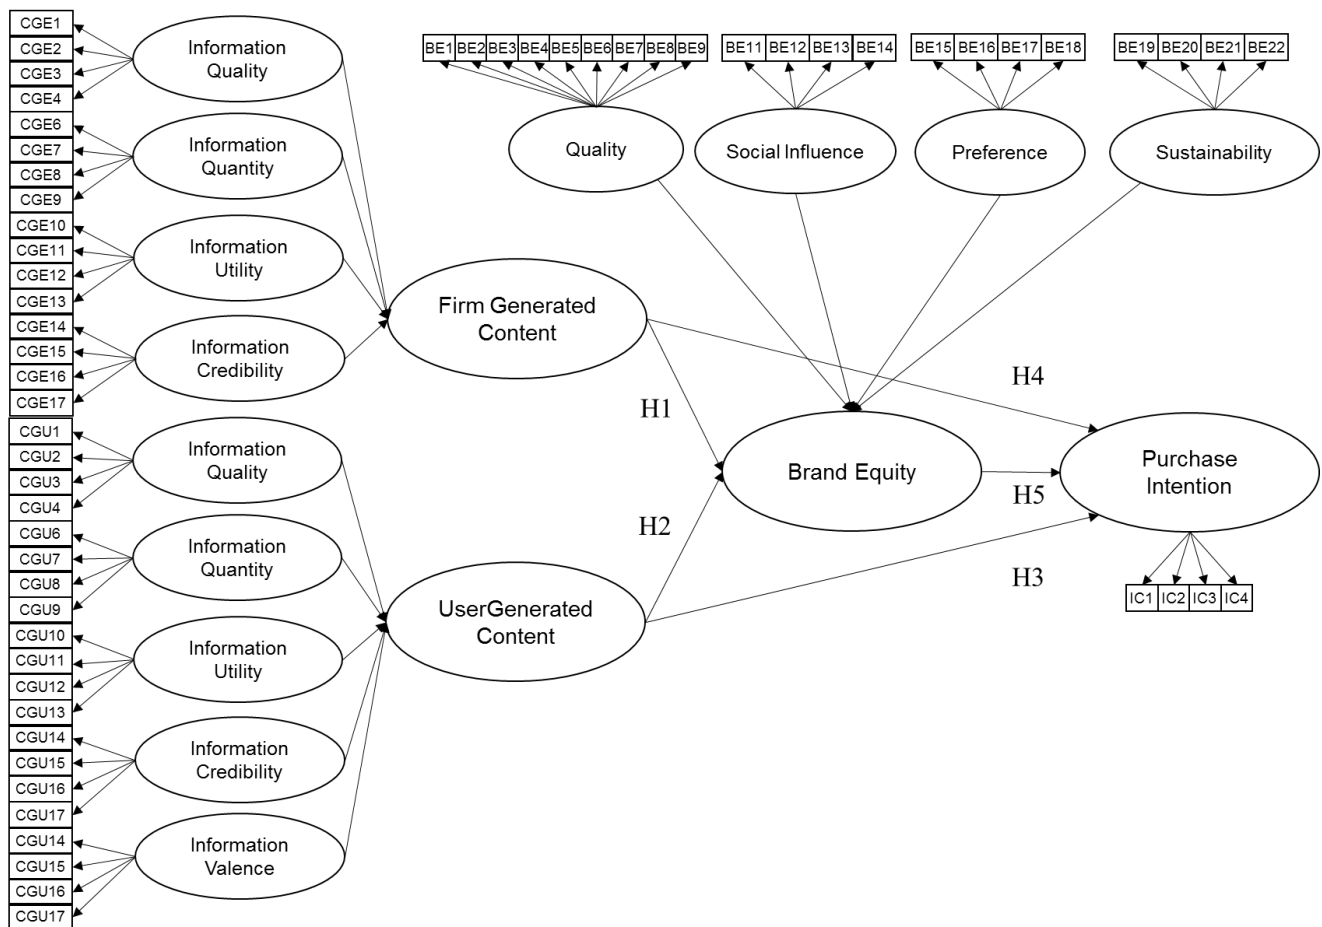 CGE1
CGE2
CGE3
CGE4
CGE6
CGE7
CGE8
CGE9
CGE10
CGE11
CGE12
CGE13
CGE14
CGE15
CGE16
CGE17
CGU1
CGU2
CGU3
CGU4
CGU6
CGU7
CGU8
CGU9
CGU10
CGU11
CGU12
CGU13
CGU14
CGU15
CGU16
CGU17
CGU14
CGU15
CGU16
CGU17
Information
Quality
Information
Quantity
Information
Utility
Information
Credibility
Information
Quality
Information
Quantity
Information
Utility
Information
Credibility
Information
Valence
BE1 BE2 BE3 BE4 BE5 BE6 BE7 BE8 BE9
BE11 BE12 BE13 BE14
BE15 BE16 BE17 BE18
BE19 BE20 BE21 BE22
Quality
Social Influence
Preference
Sustainability
Firm Generated
Content
UserGenerated
Content
H1
H2
H4
H5
H3
Brand Equity
Purchase
Intention
IC1 IC2 IC3 IC4